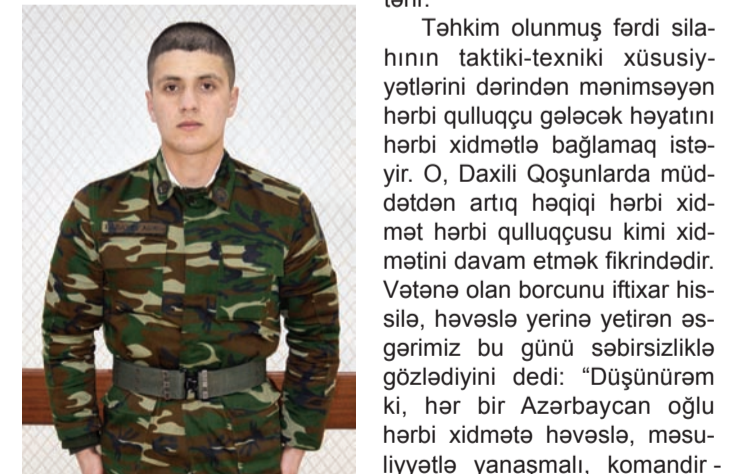 Təhkim olunmuş fərdi sila-
hının taktiki-texniki xüsusiy-
yətlərini dərindən mənimsəyən
hərbi qulluqçu gələcək həyatını
hərbi xidmətlə bağlamaq istə-
yir. O, Daxili Qoşunlarda müd-
dətdən artıq həqiqi hərbi xid-
mət hərbi qulluqçusu kimi xid-
mətini davam etmək fikrindədir.
Vətənə olan borcunu iftixar his-
silə, həvəslə yerinə yetirən əs-
gərimiz bu günü səbirsizliklə
gözlədiyini dedi: “Düşünürəm
ki, hər bir Azərbaycan oğlu
hərbi xidmətə həvəslə, məsu-
liyyətlə yanaşmalı, komandir -